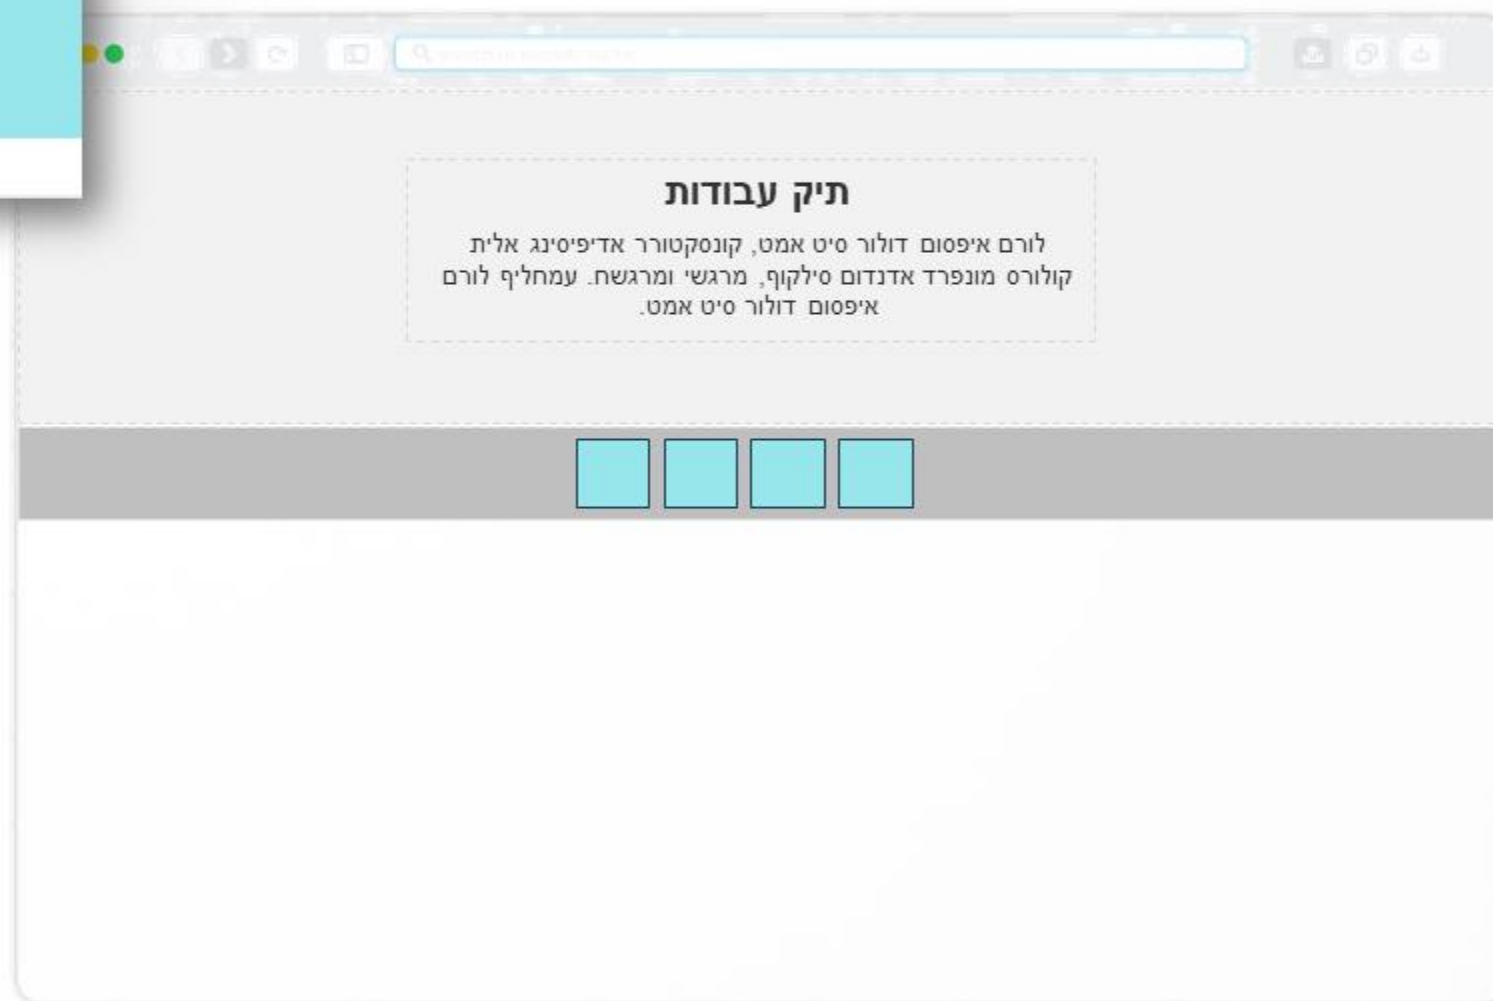 תיק עבודות
לורם איפסום דולור סיט אמט, קונסקטורר אדיפיסינג אלית
קולורס מונפרד אדנדום סילקוף, מרגשי ומרגשח. עמחליף לורם
איפסום דולור סיט אמט.